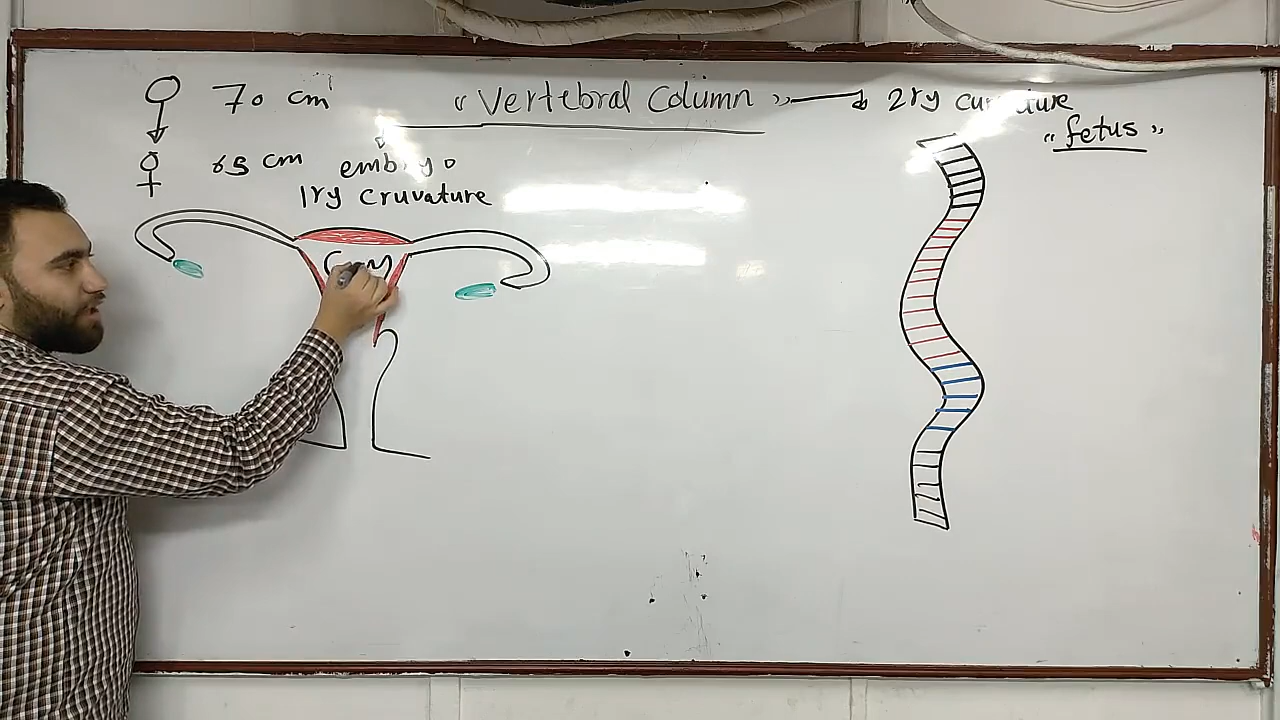 70 cm
65 cm
“Vertebral Column”
embryo
1ry cruvature
2ry curvature
“fetus”